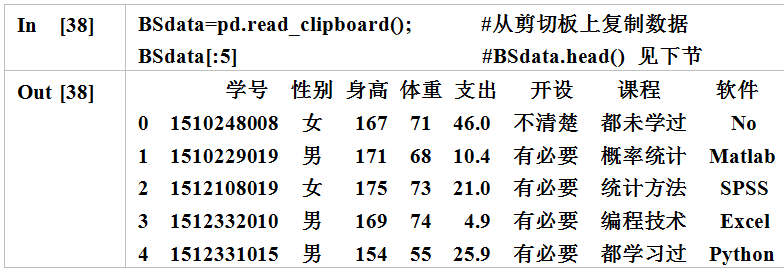 In [38] BSdata=pd.read_clipboard(); #从剪切板上复制数据
BSdata[:5] #BSdata.head() 见下节
Out [38] 学号 性别 身高 体重 支出 开设 课程 软件
0 1510248008 女 167 71 46.0 不清楚 都未学过 No
1 1510229019 男 171 68 10.4 有必要 概率统计 Matlab
2 1512108019 女 175 73 21.0 有必要 统计方法 SPSS
3 1512332010 男 169 74 4.9 有必要 编程技术 Excel
4 1512331015 男 154 55 25.9 有必要 都学习过 Python